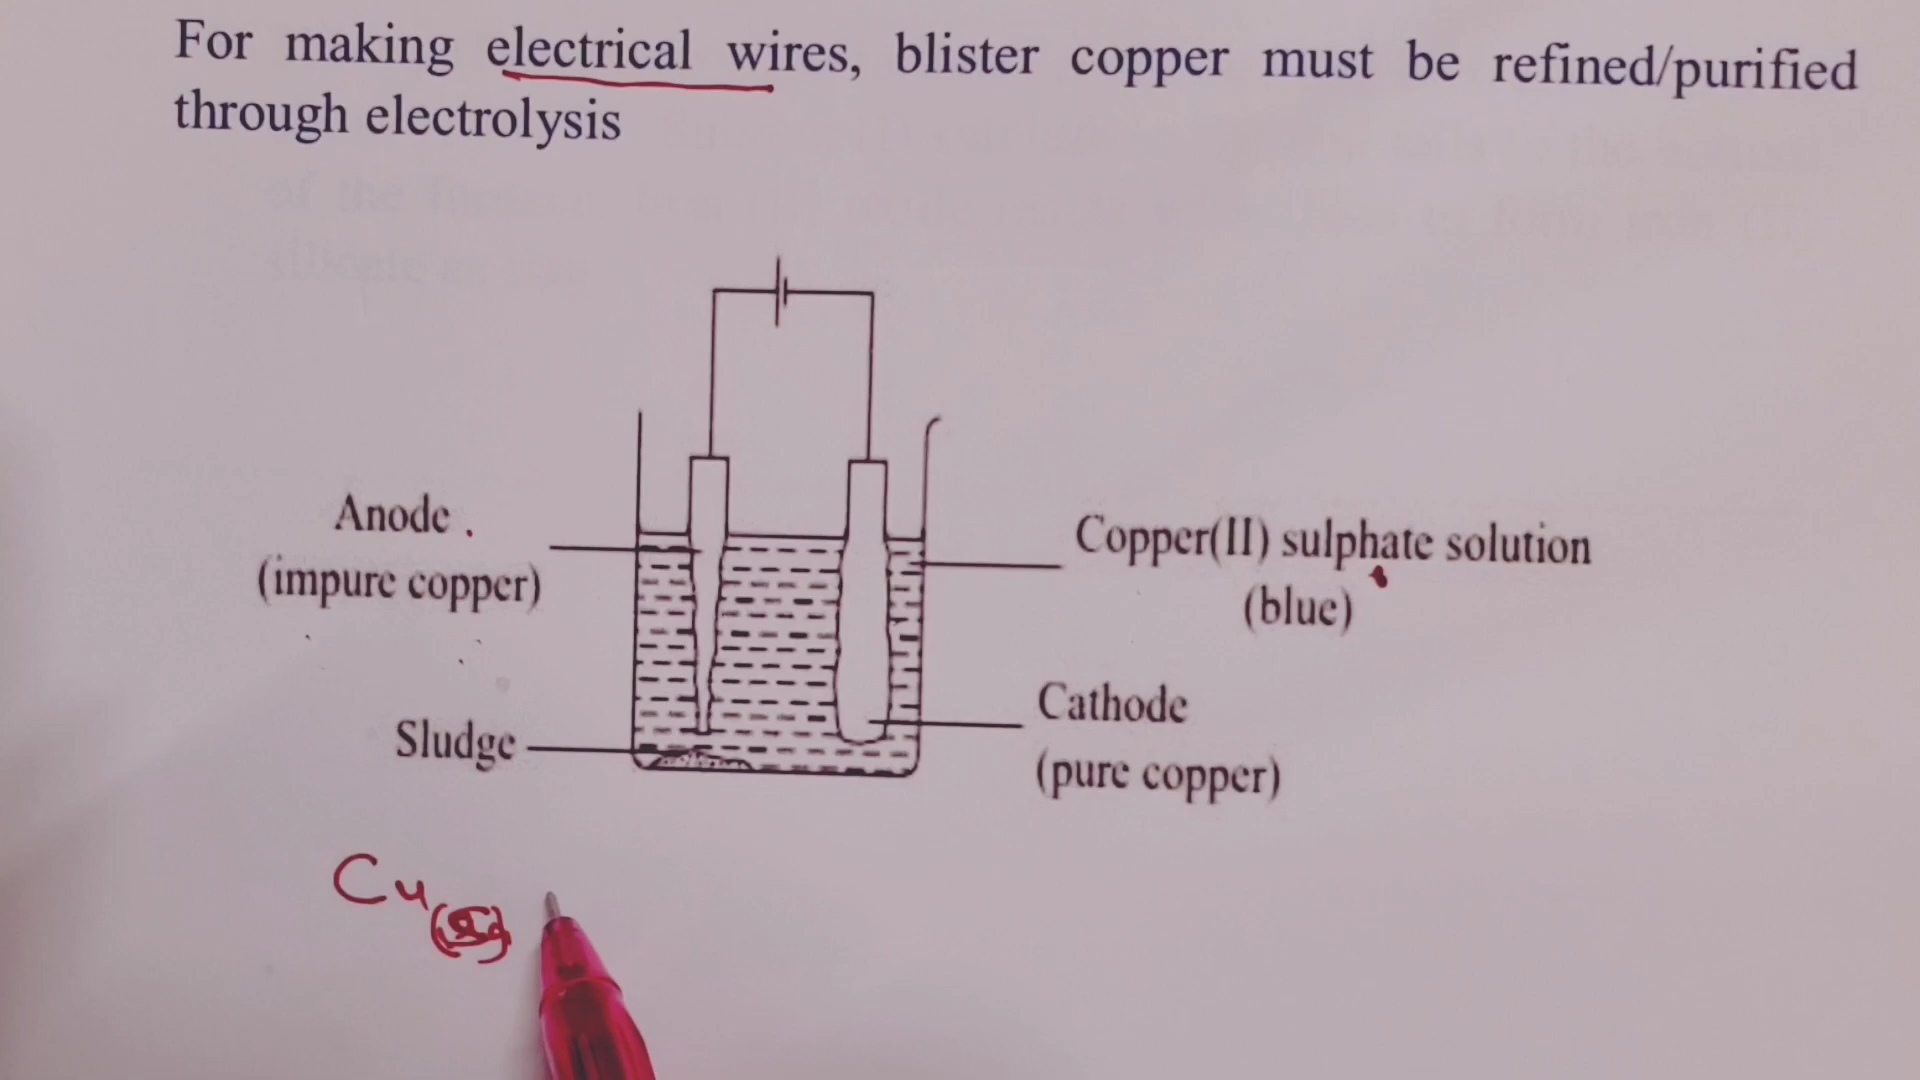 For making electrical wires, blister copper must be refined/purified
through electrolysis
Anode
(impure copper)
Copper(II) sulphate solution
(blue)
Cathode
(pure copper)
Sludge
Cu